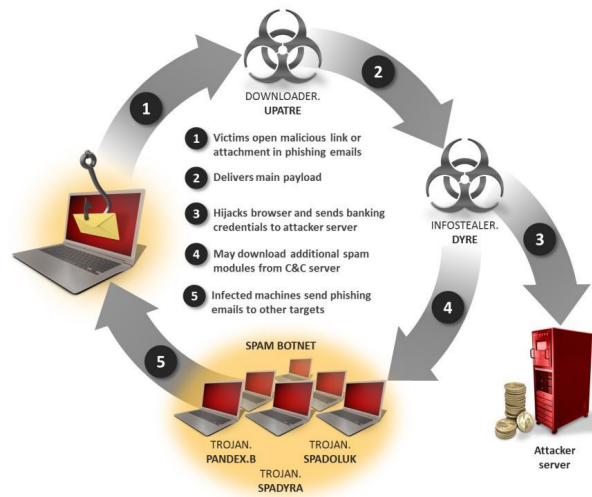 DOWNLOADER.
UPATRE
1
2
1 Victims open malicious link or
attachment in phishing emails
2 Delivers main payload
3 Hijacks browser and sends banking
credentials to attacker server
4 May download additional spam
modules from C&C server
5 Infected machines send phishing
emails to other targets
INFOSTEALER.
DYRE
3
4
5
SPAM BOTNET
TROJAN.
PANDEX.B
TROJAN.
SPADOLUK
TROJAN.
SPADYRA
Attacker
server